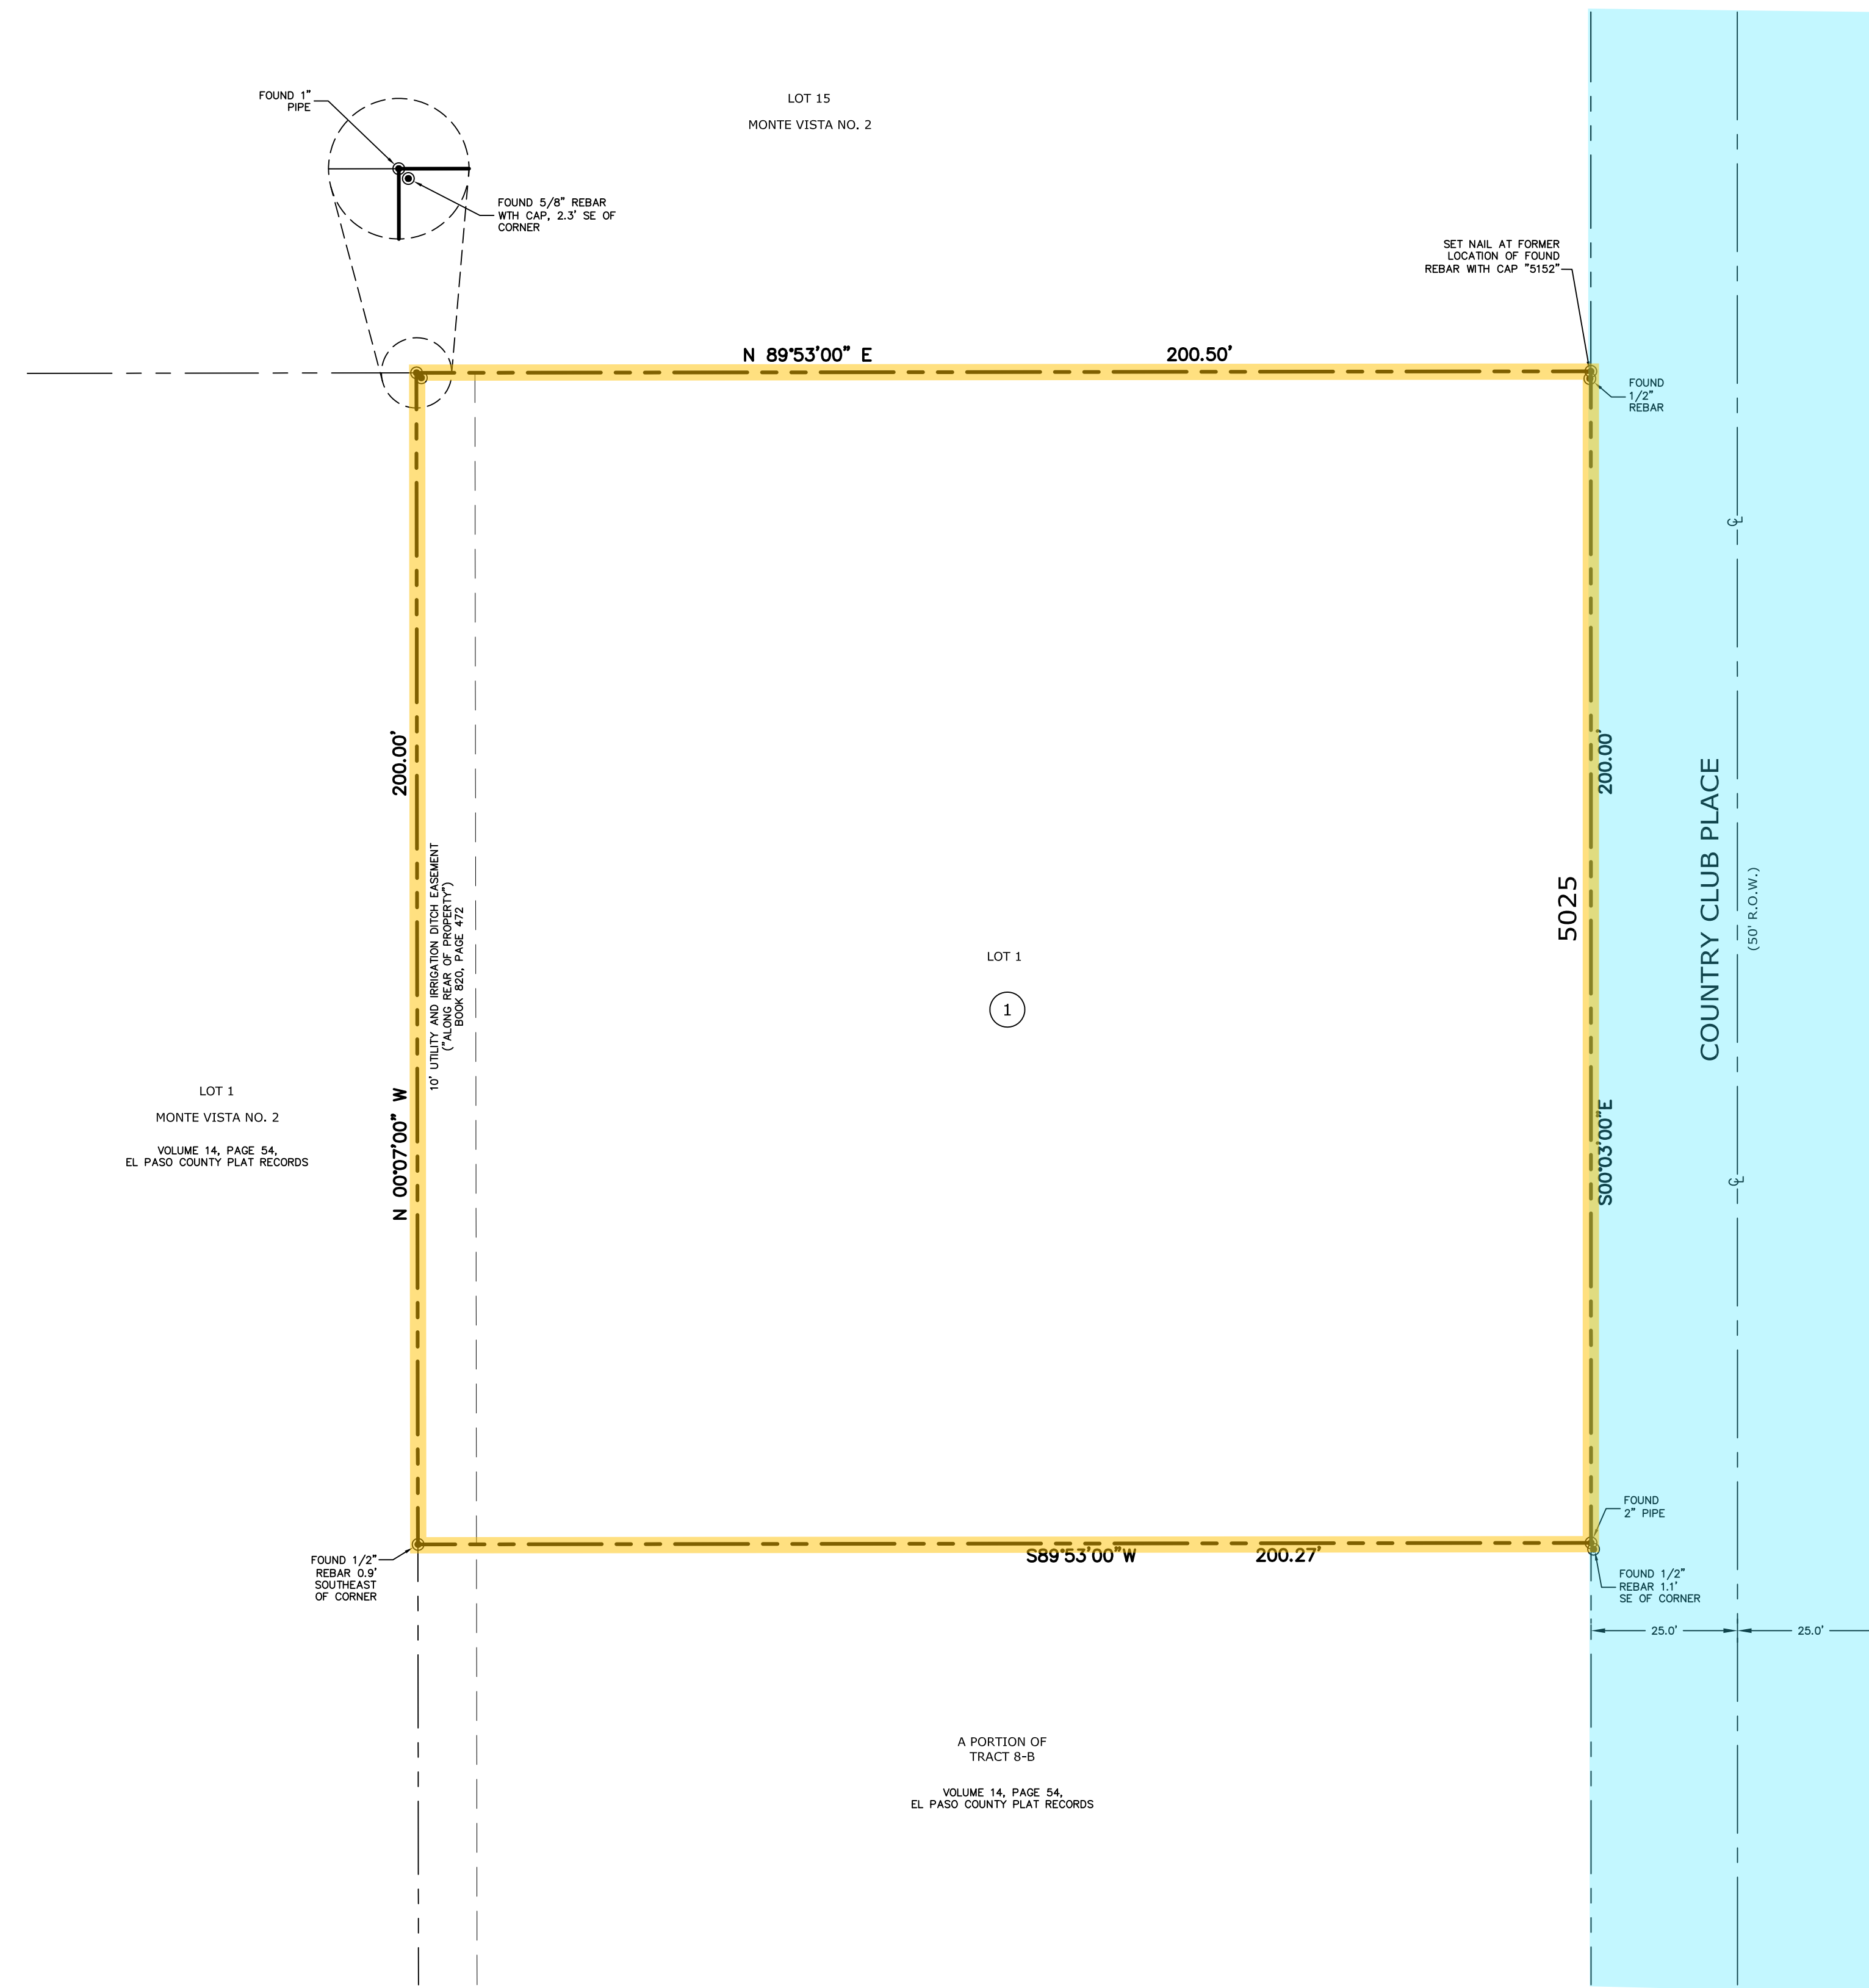 LOT 15
MONTE VISTA NO. 2
FOUND 1"
PIPE
FOUND 5/8" REBAR
WTH CAP, 2.3' SE OF
CORNER
SET NAIL AT FORMER
LOCATION OF FOUND
REBAR WITH CAP "5152"
N 89°53'00" E
200.50'
FOUND
1/2"
REBAR
200.00'
N 00°07'00" W
10' UTILITY AND IRRIGATION DITCH EASEMENT
("ALONG REAR OF PROPERTY")
BOOK 820, PAGE 472
LOT 1
1
5025
200.00'
S00°03'00"E
COUNTRY CLUB PLACE
(50' R.O.W.)
CL
CL
LOT 1
MONTE VISTA NO. 2
VOLUME 14, PAGE 54,
EL PASO COUNTY PLAT RECORDS
FOUND
2" PIPE
FOUND 1/2"
REBAR 0.9'
SOUTHEAST
OF CORNER
S89°53'00"W
200.27'
FOUND 1/2"
REBAR 1.1'
SE OF CORNER
25.0'
25.0'
A PORTION OF
TRACT 8-B
VOLUME 14, PAGE 54,
EL PASO COUNTY PLAT RECORDS